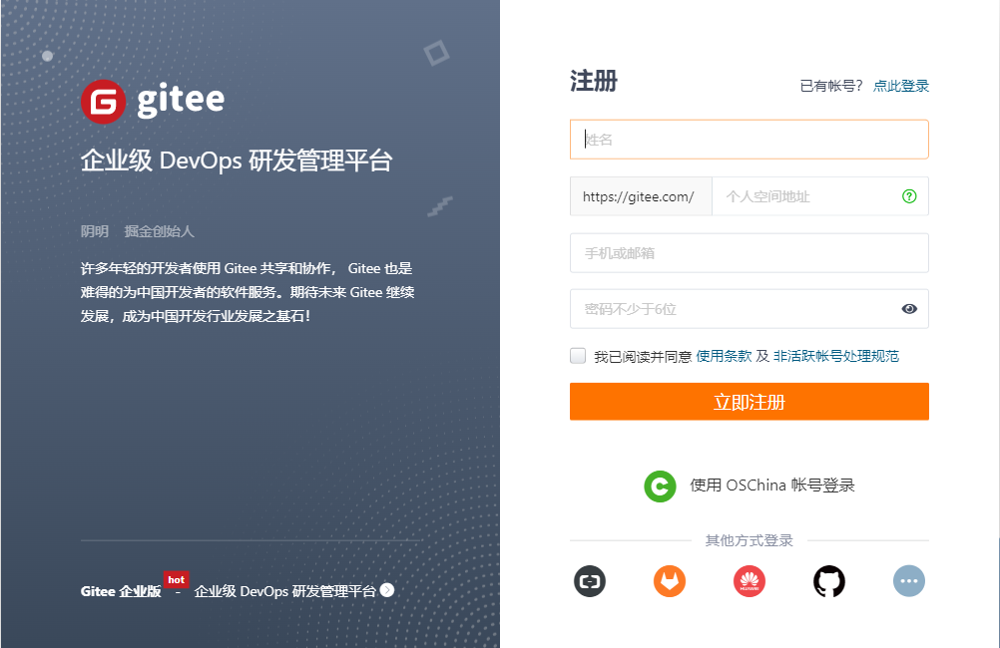 gitee
企业级 DevOps 研发管理平台
阴明 掘金创始人
许多年轻的开发者使用 Gitee 共享和协作， Gitee 也是
难得的为中国开发者的软件服务。期待未来 Gitee 继续
发展，成为中国开发行业发展之基石！
hot
Gitee 企业版 - 企业级 DevOps 研发管理平台
注册
已有帐号？ 点此登录
姓名
https://gitee.com/ 个人空间地址
手机或邮箱
密码不少于6位
我已阅读并同意 使用条款 及 非活跃帐号处理规范
立即注册
使用 OSChina 帐号登录
其他方式登录
HUAWEI